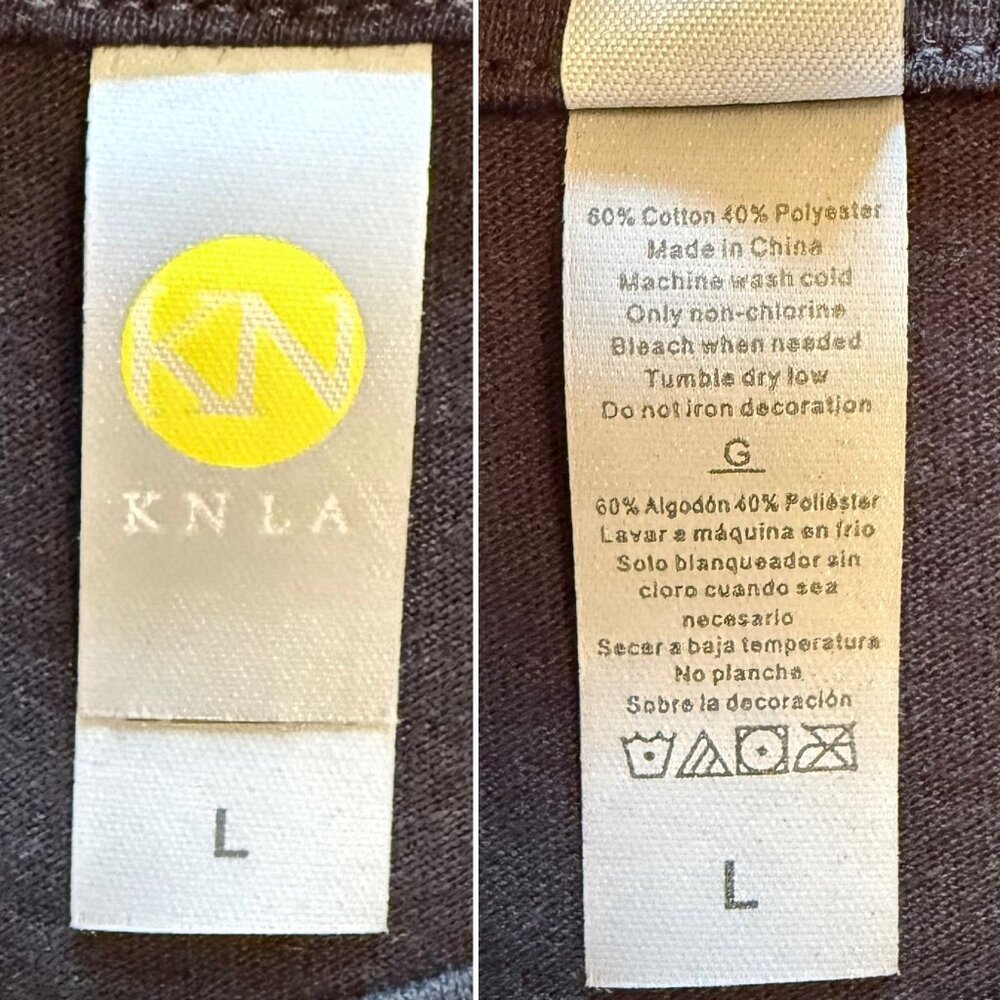 KN
KNLA
L
60% Cotton 40% Polyester
Made in China
Machine wash cold
Only non-chlorine
Bleach when needed
Tumble dry low
Do not iron decoration
G
60% Algodón 40% Poliéster
Lavar a máquina en frio
Solo blanqueador sin
cloro cuando sea
necesario
Secar a baja temperatura
No planche
Sobre la decoración
L